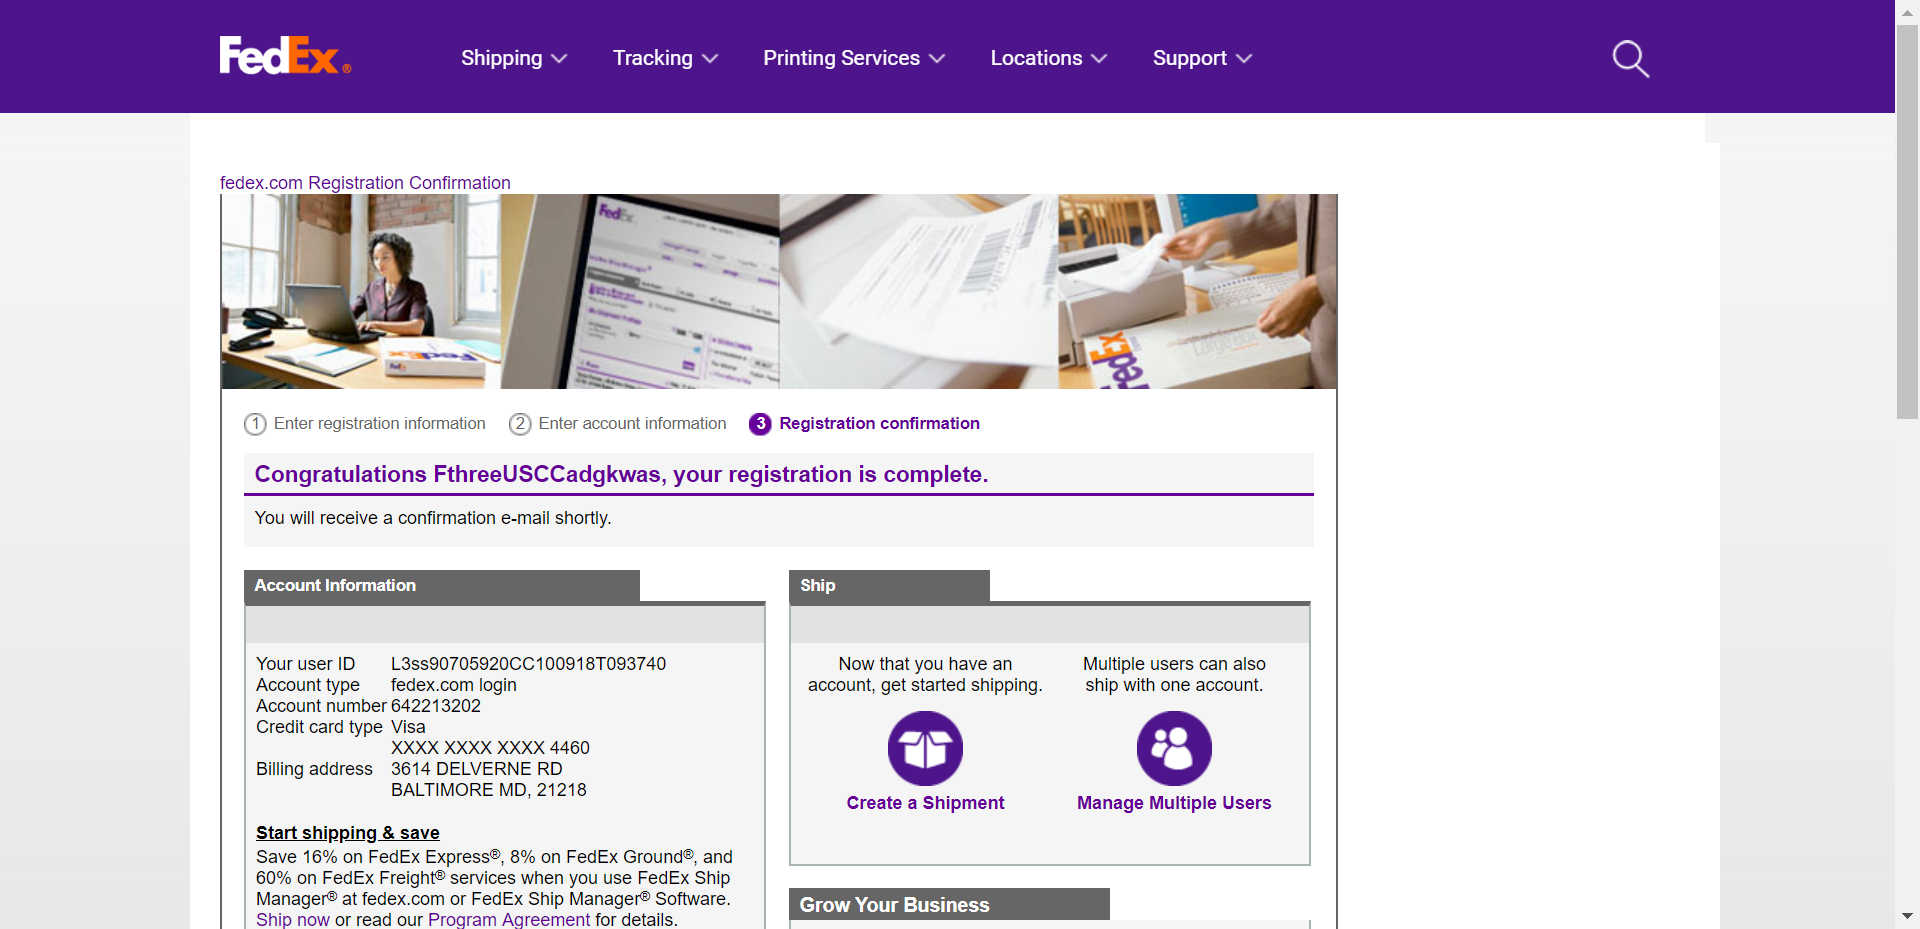 FedEx®
Shipping
Tracking
Printing Services
Locations
Support
fedex.com Registration Confirmation
FedEx
FedEx
Large Box
FedEx
1 Enter registration information
2 Enter account information
3 Registration confirmation
Congratulations FthreeUSCCadgkwas, your registration is complete.
You will receive a confirmation e-mail shortly.
Account Information
Your user ID L3ss90705920CC100918T093740
Account type fedex.com login
Account number 642213202
Credit card type Visa
XXXX XXXX XXXX 4460
Billing address 3614 DELVERNE RD
BALTIMORE MD, 21218
Start shipping & save
Save 16% on FedEx Express®, 8% on FedEx Ground®, and
60% on FedEx Freight® services when you use FedEx Ship
Manager® at fedex.com or FedEx Ship Manager® Software.
Ship now or read our Program Agreement for details.
Ship
Now that you have an
account, get started shipping.
Create a Shipment
Multiple users can also
ship with one account.
Manage Multiple Users
Grow Your Business